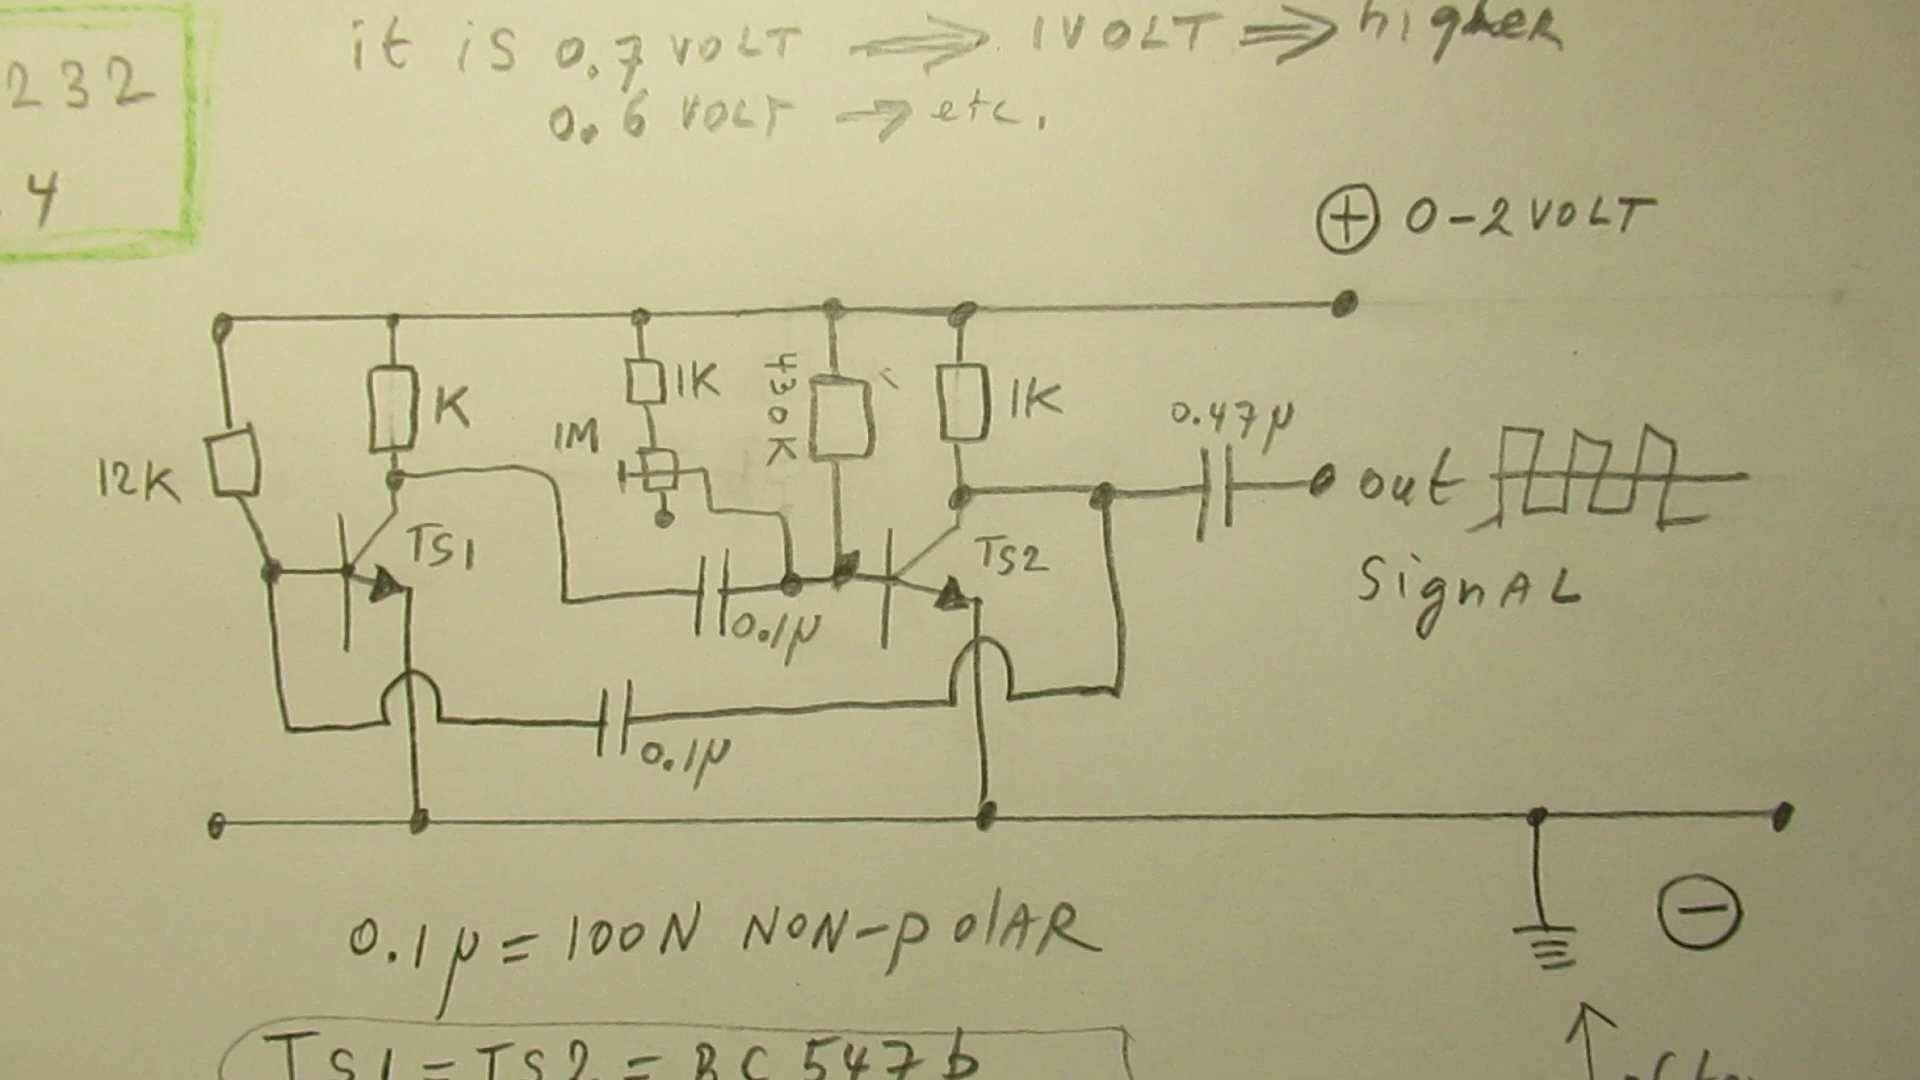 232
4
it is 0.7 VOLT ⇒ 1 VOLT ⇒ higher
0.6 VOLT → etc.
+ 0-2 VOLT
12K
K
1K
1M
430K
1K
0.47µ
TS1
TS2
out
SignAL
0.1µ
0.1µ
0.1µ = 100N NON-polAR
−
TS1 = TS2 = BC 547b